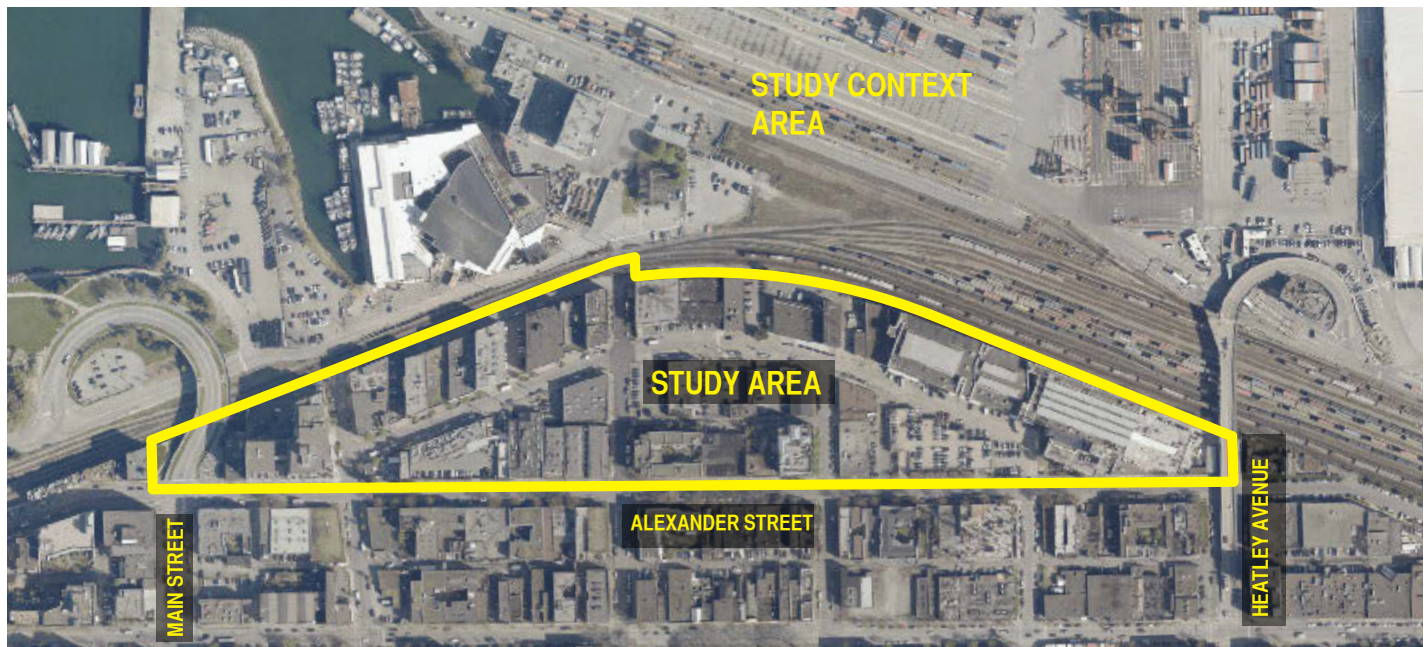 STUDY CONTEXT
AREA
STUDY AREA
ALEXANDER STREET
MAIN STREET
HEATLEY AVENUE